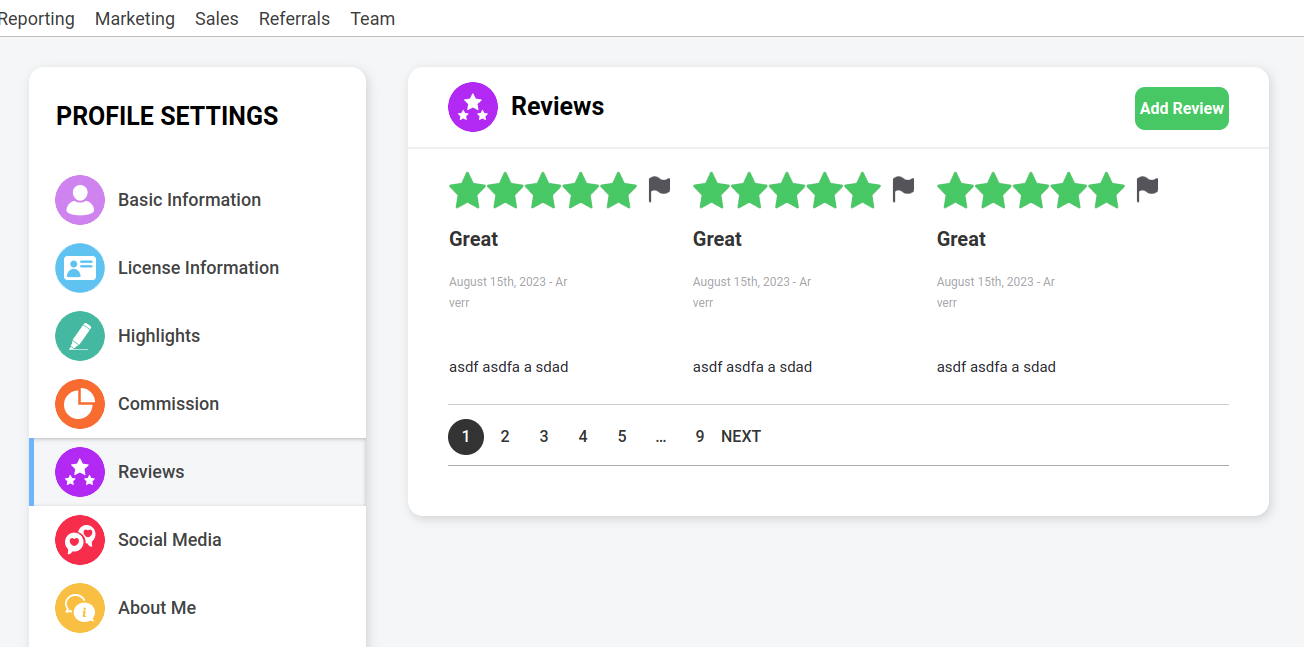 Reporting Marketing Sales Referrals Team
PROFILE SETTINGS
Basic Information
License Information
Highlights
Commission
Reviews
Social Media
About Me
Reviews
Add Review
Great
August 15th, 2023 - Ar
verr
asdf asdfa a sdad
Great
August 15th, 2023 - Ar
verr
asdf asdfa a sdad
Great
August 15th, 2023 - Ar
verr
asdf asdfa a sdad
1 2 3 4 5 ... 9 NEXT